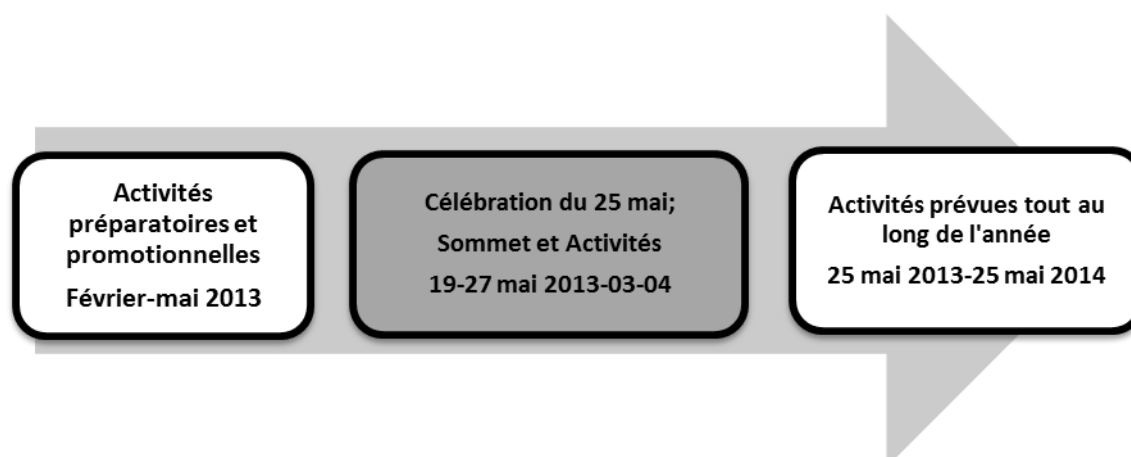 Activités
préparatoires et
promotionnelles
Février-mai 2013
Célébration du 25 mai;
Sommet et Activités
19-27 mai 2013-03-04
Activités prévues tout au
long de l'année
25 mai 2013-25 mai 2014